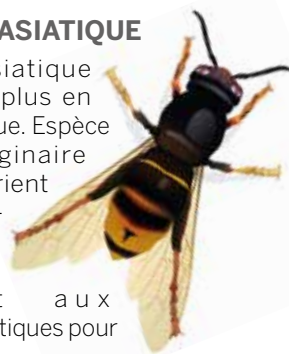 ASIATIQUE
siatique
plus en
ue. Espèce
ginaire
rient
t aux
tiques pour